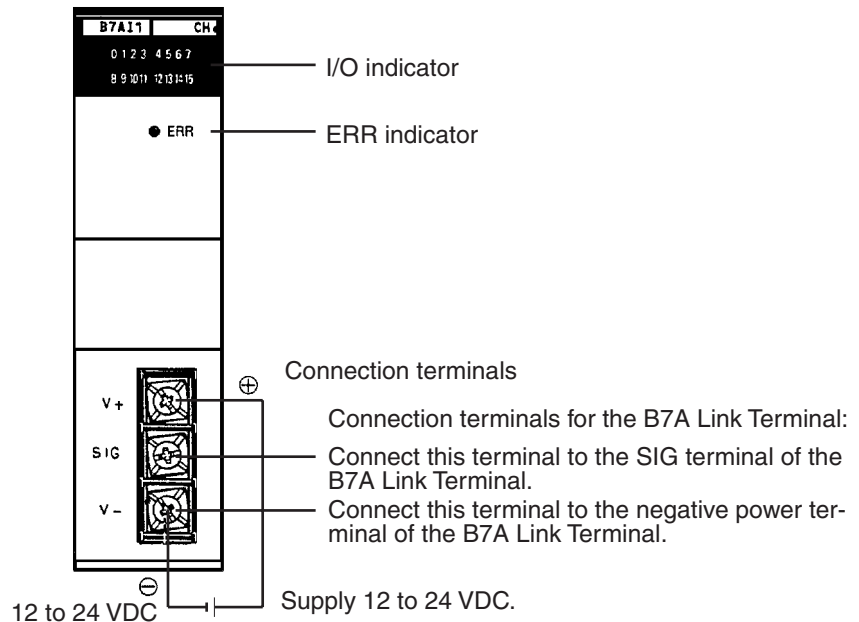 B7AI1 CH
0 1 2 3 4 5 6 7
8 9 10 11 12 13 14 15
I/O indicator
ERR
ERR indicator
Connection terminals
V+
Connection terminals for the B7A Link Terminal:
SIG
Connect this terminal to the SIG terminal of the
B7A Link Terminal.
V-
Connect this terminal to the negative power ter-
minal of the B7A Link Terminal.
12 to 24 VDC
Supply 12 to 24 VDC.